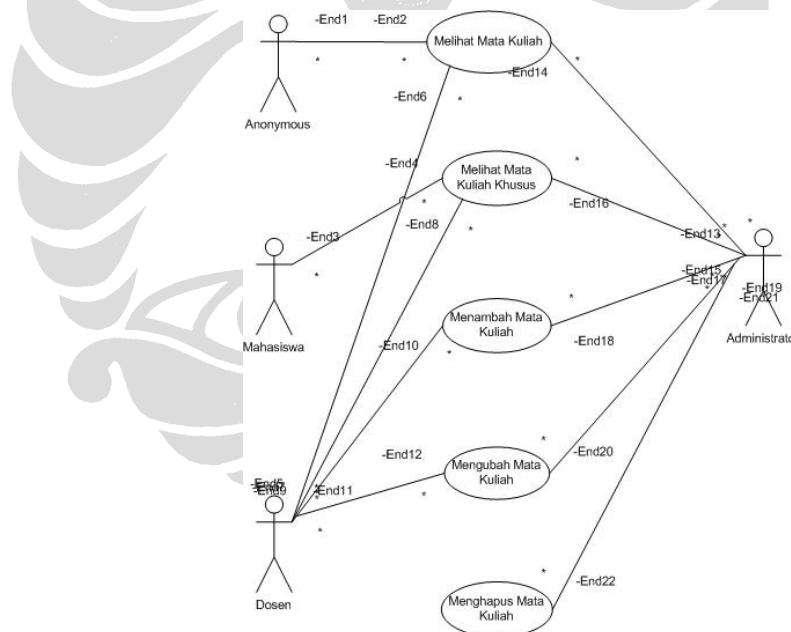 -End1
-End2
Melihat Mata Kuliah
*
*
*
-End14
Anonymous
-End6
*
-End4
Melihat Mata
Kuliah Khusus
*
*
-End16
-End8
*
-End3
*
-End13
*
*
*
-End15
-End17
*
-End19
-End21
Administrato
Mahasiswa
Menambah Mata
Kuliah
*
-End18
-End10
*
-End12
Mengubah Mata
Kuliah
*
-End20
*
-End5
-End9
-End11
*
*
*
Dosen
Menghapus Mata
Kuliah
*
-End22